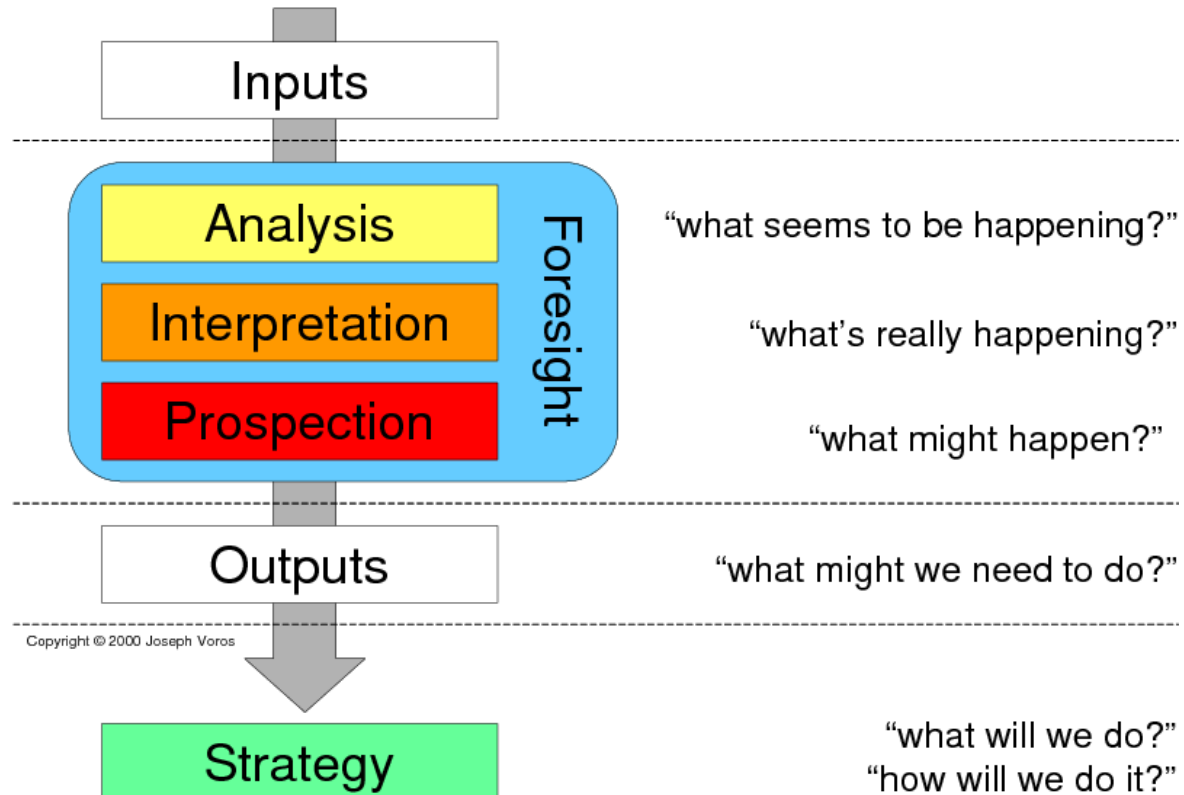 Inputs
Analysis
“what seems to be happening?”
Interpretation
“what’s really happening?”
Prospection
“what might happen?”
Foresight
Outputs
“what might we need to do?”
Copyright © 2000 Joseph Voros
Strategy
“what will we do?”
“how will we do it?”